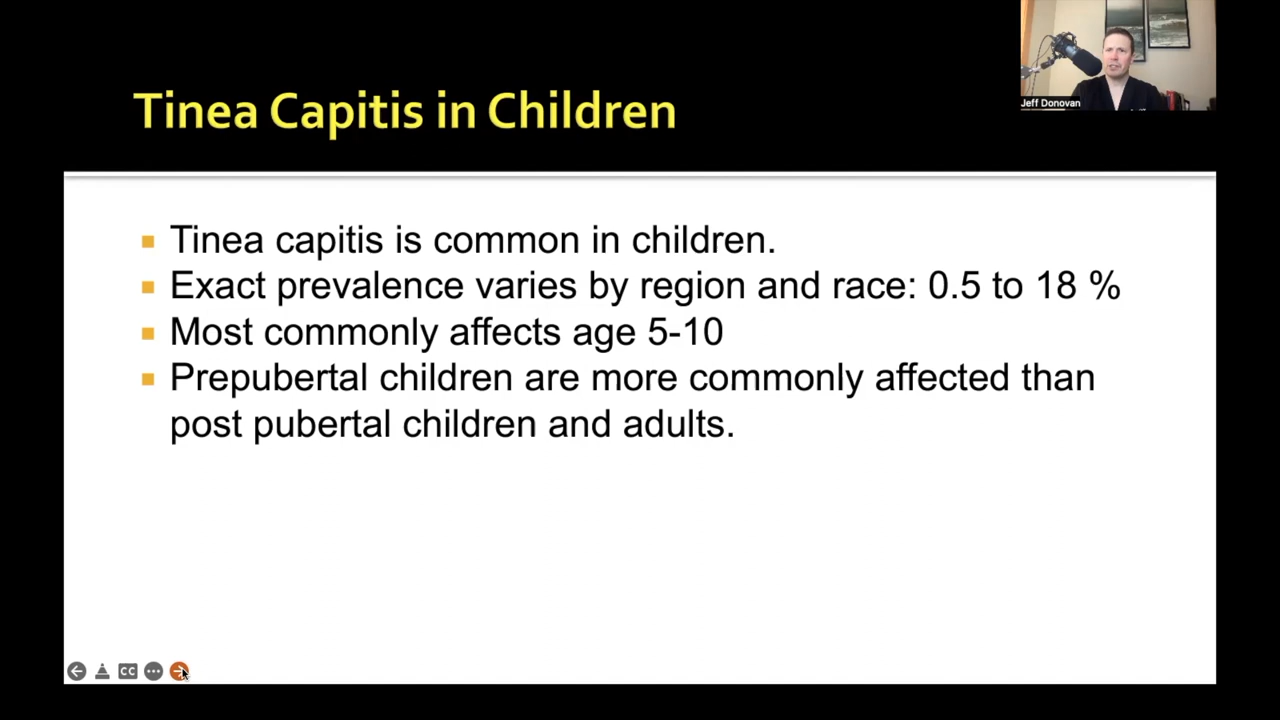 Jeff Donovan
Tinea Capitis in Children
Tinea capitis is common in children.
Exact prevalence varies by region and race: 0.5 to 18 %
Most commonly affects age 5-10
Prepubertal children are more commonly affected than
post pubertal children and adults.
CC